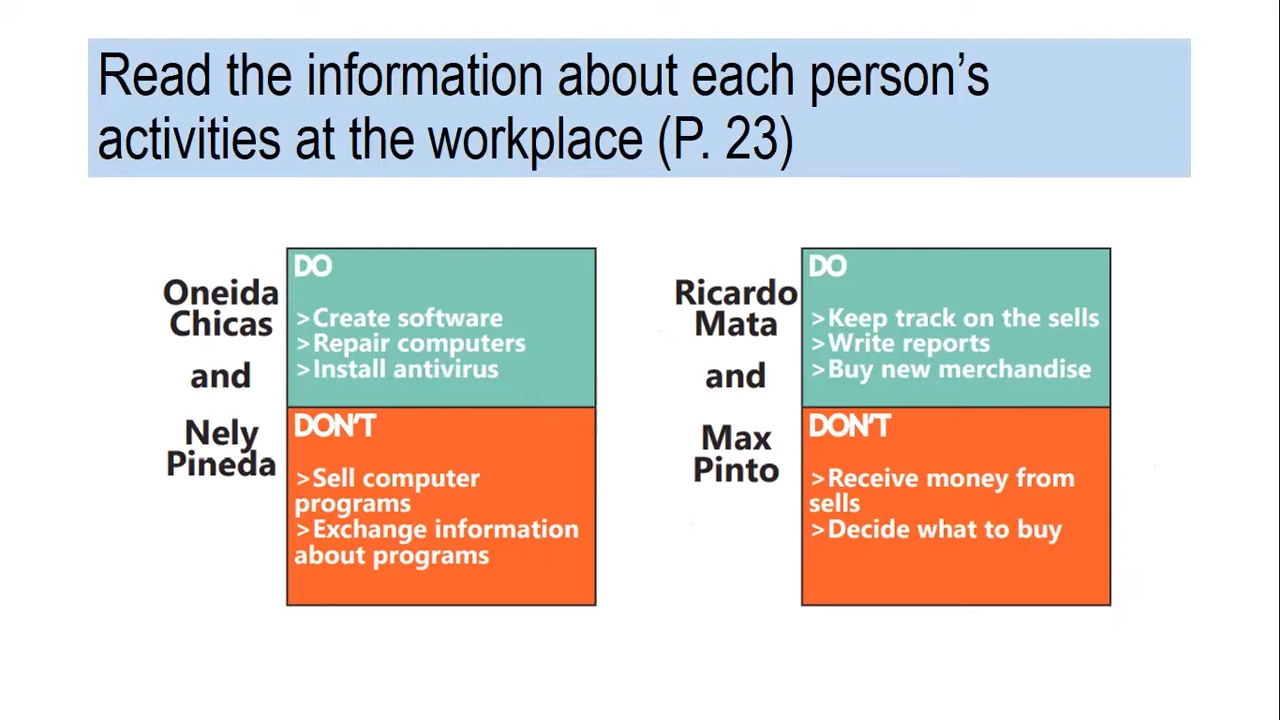 Read the information about each person's
activities at the workplace (P. 23)
Oneida
Chicas
and
Nely
Pineda
DO
>Create software
>Repair computers
>Install antivirus
DON'T
>Sell computer
programs
>Exchange information
about programs
Ricardo
Mata
and
Max
Pinto
DO
>Keep track on the sells
>Write reports
>Buy new merchandise
DON'T
>Receive money from
sells
>Decide what to buy